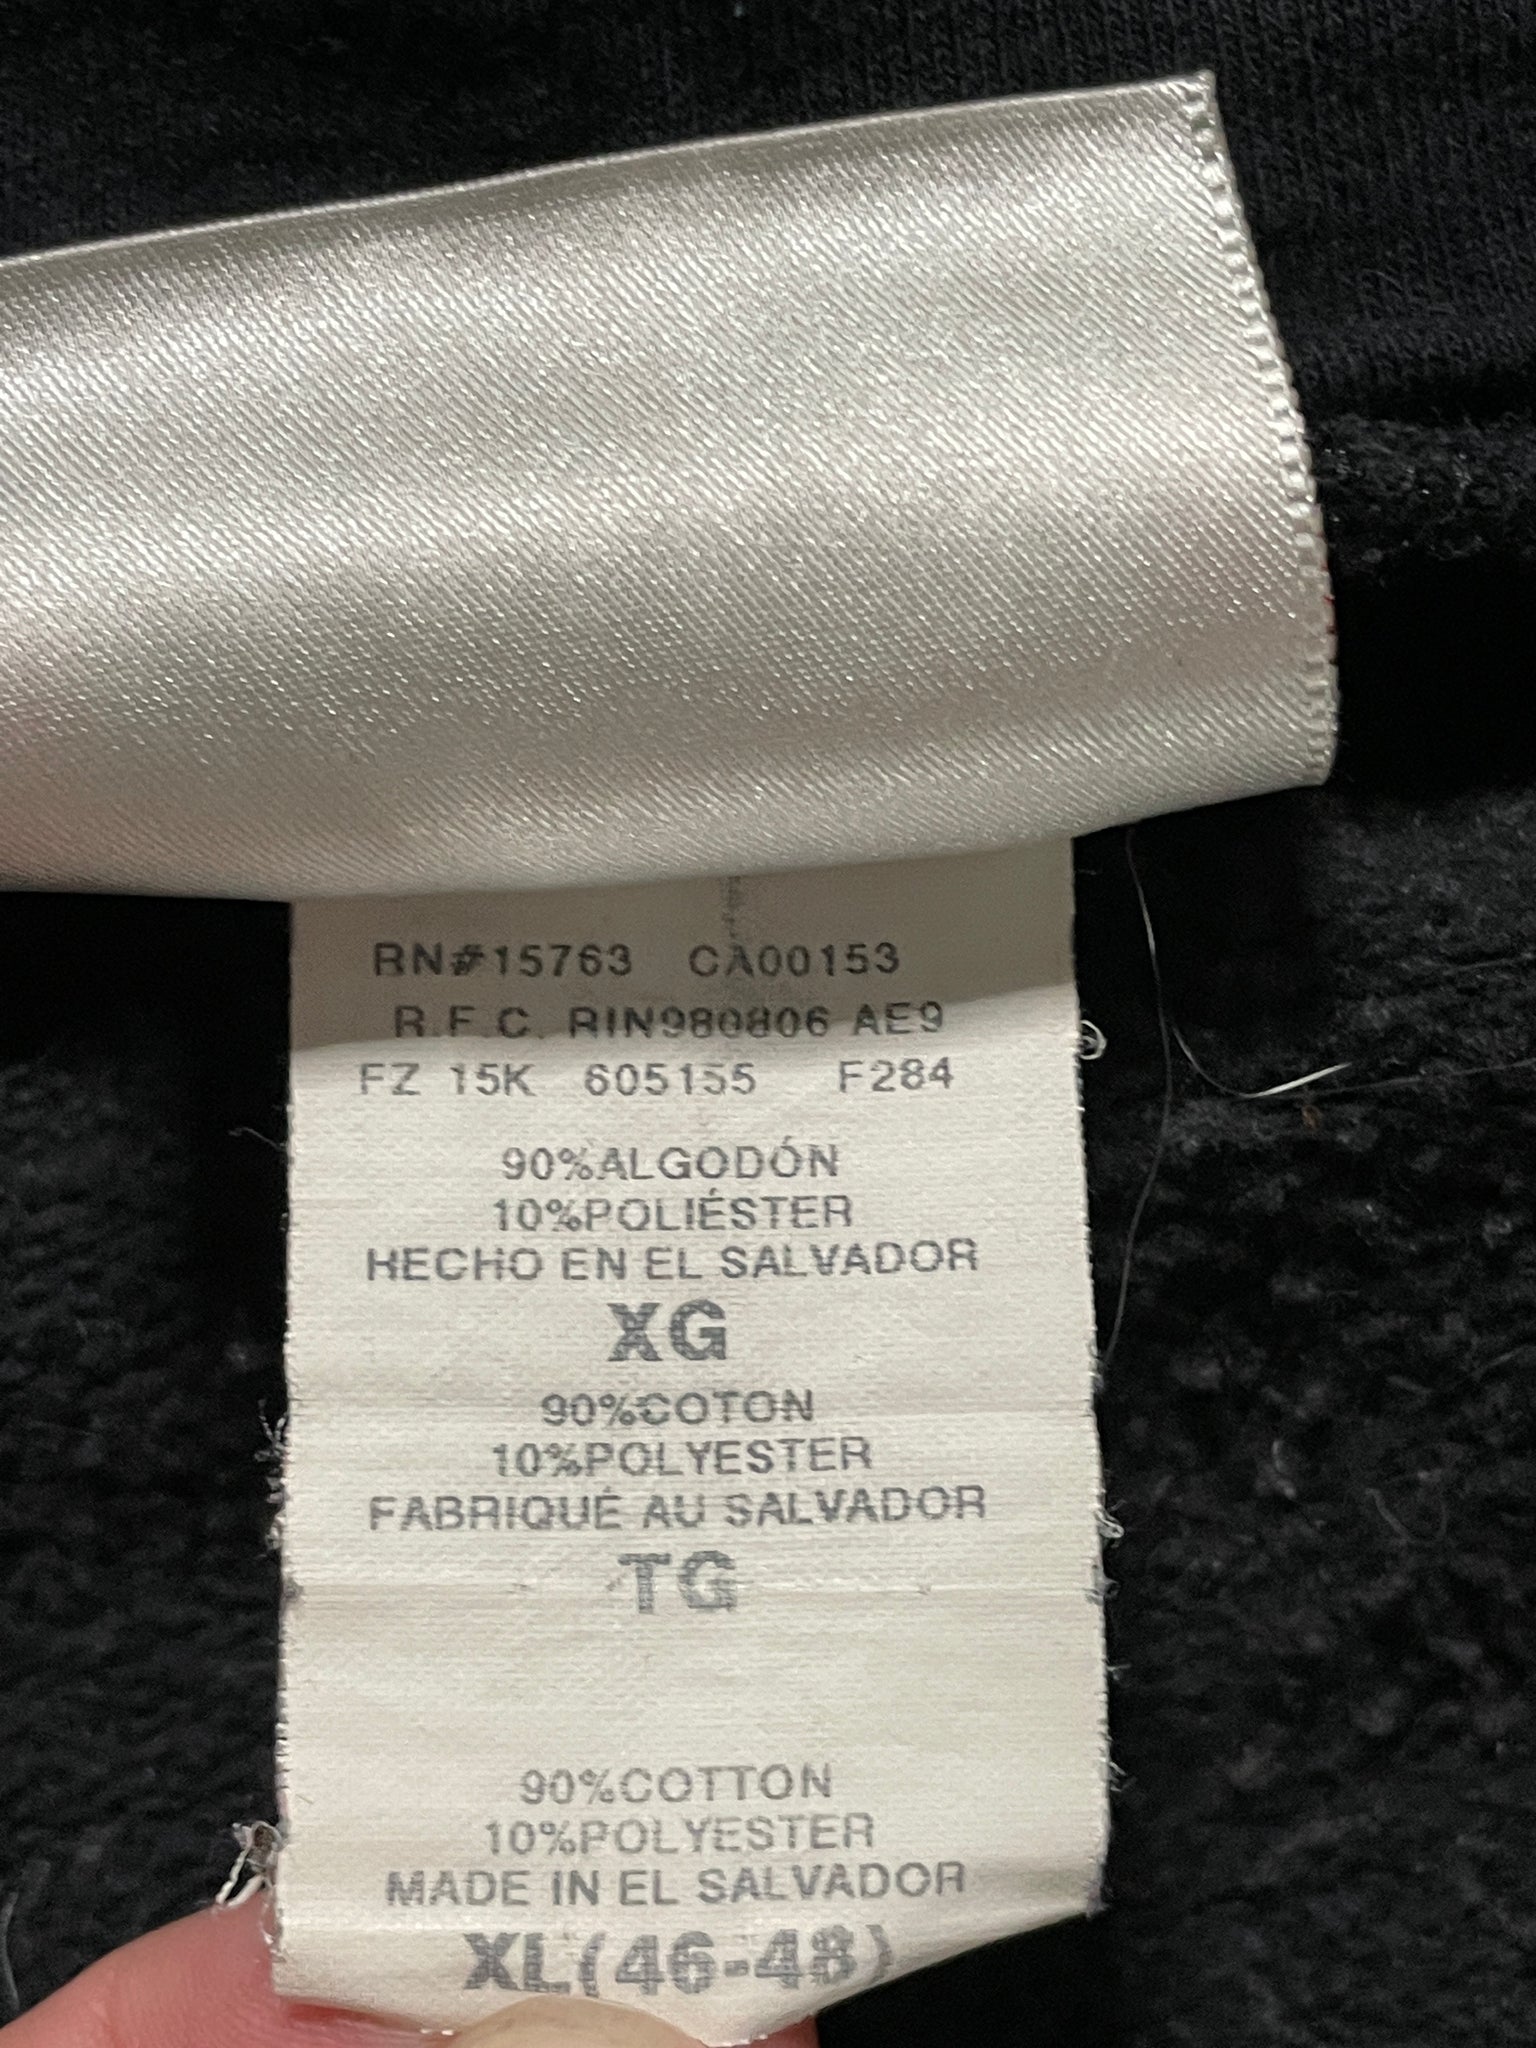 RN#15763 CA00153
R.F.C. RIN980806 AE9
FZ 15K 605155 F284
90%ALGODÓN
10%POLIÉSTER
HECHO EN EL SALVADOR
XG
90%COTON
10%POLYESTER
FABRIQUÉ AU SALVADOR
TG
90%COTTON
10%POLYESTER
MADE IN EL SALVADOR
XL(46-48)